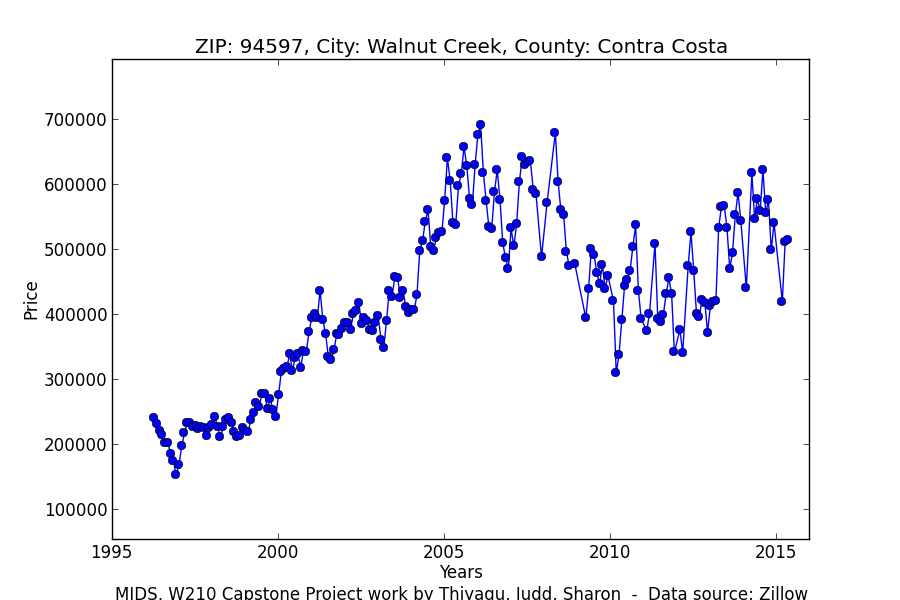 ZIP: 94597, City: Walnut Creek, County: Contra Costa
700000
600000
500000
400000
300000
200000
100000
Price
1995 2000 2005 2010 2015
Years
MIDS, W210 Capstone Project work by Thiyagu, Judd, Sharon - Data source: Zillow